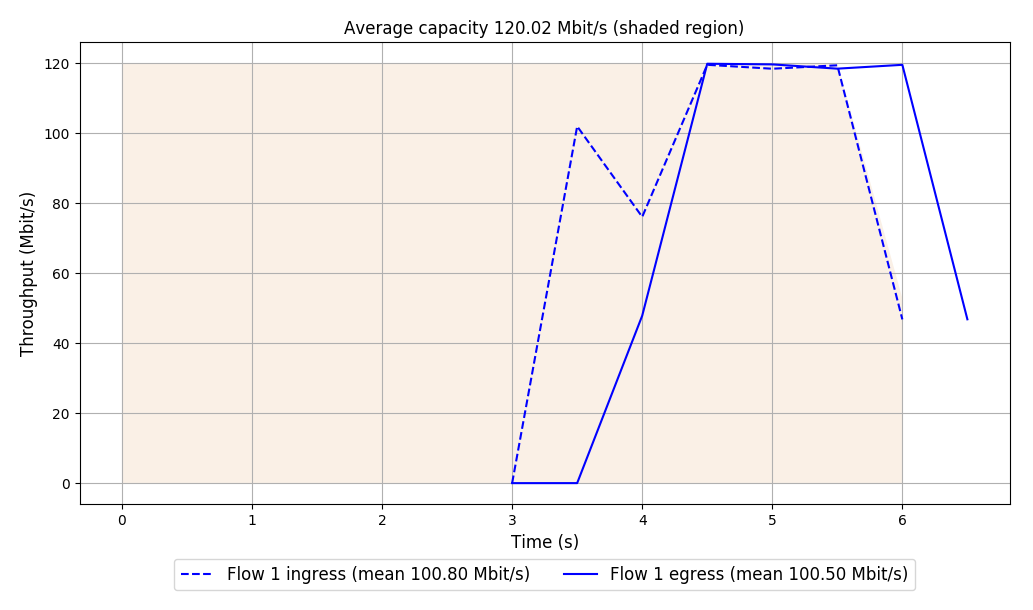 Average capacity 120.02 Mbit/s (shaded region)
Throughput (Mbit/s)
120
100
80
60
40
20
0
0 1 2 3 4 5 6
Time (s)
Flow 1 ingress (mean 100.80 Mbit/s) Flow 1 egress (mean 100.50 Mbit/s)